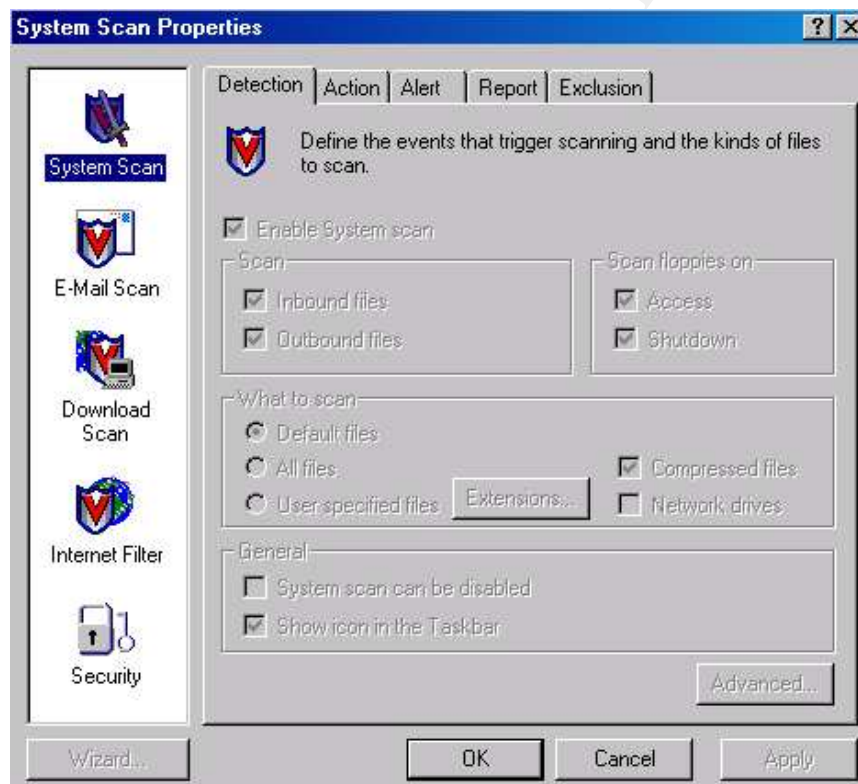 System Scan Properties
System Scan
E-Mail Scan
Download
Scan
Internet Filter
Security
Detection
Action
Alert
Report
Exclusion
Define the events that trigger scanning and the kinds of files
to scan.
Enable System scan
Scan
Inbound files
Outbound files
Scan floppies on
Access
Shutdown
What to scan
Default files
All files
User specified files
Extensions...
Compressed files
Network drives
General
System scan can be disabled
Show icon in the Taskbar
Advanced...
Wizard...
OK
Cancel
Apply